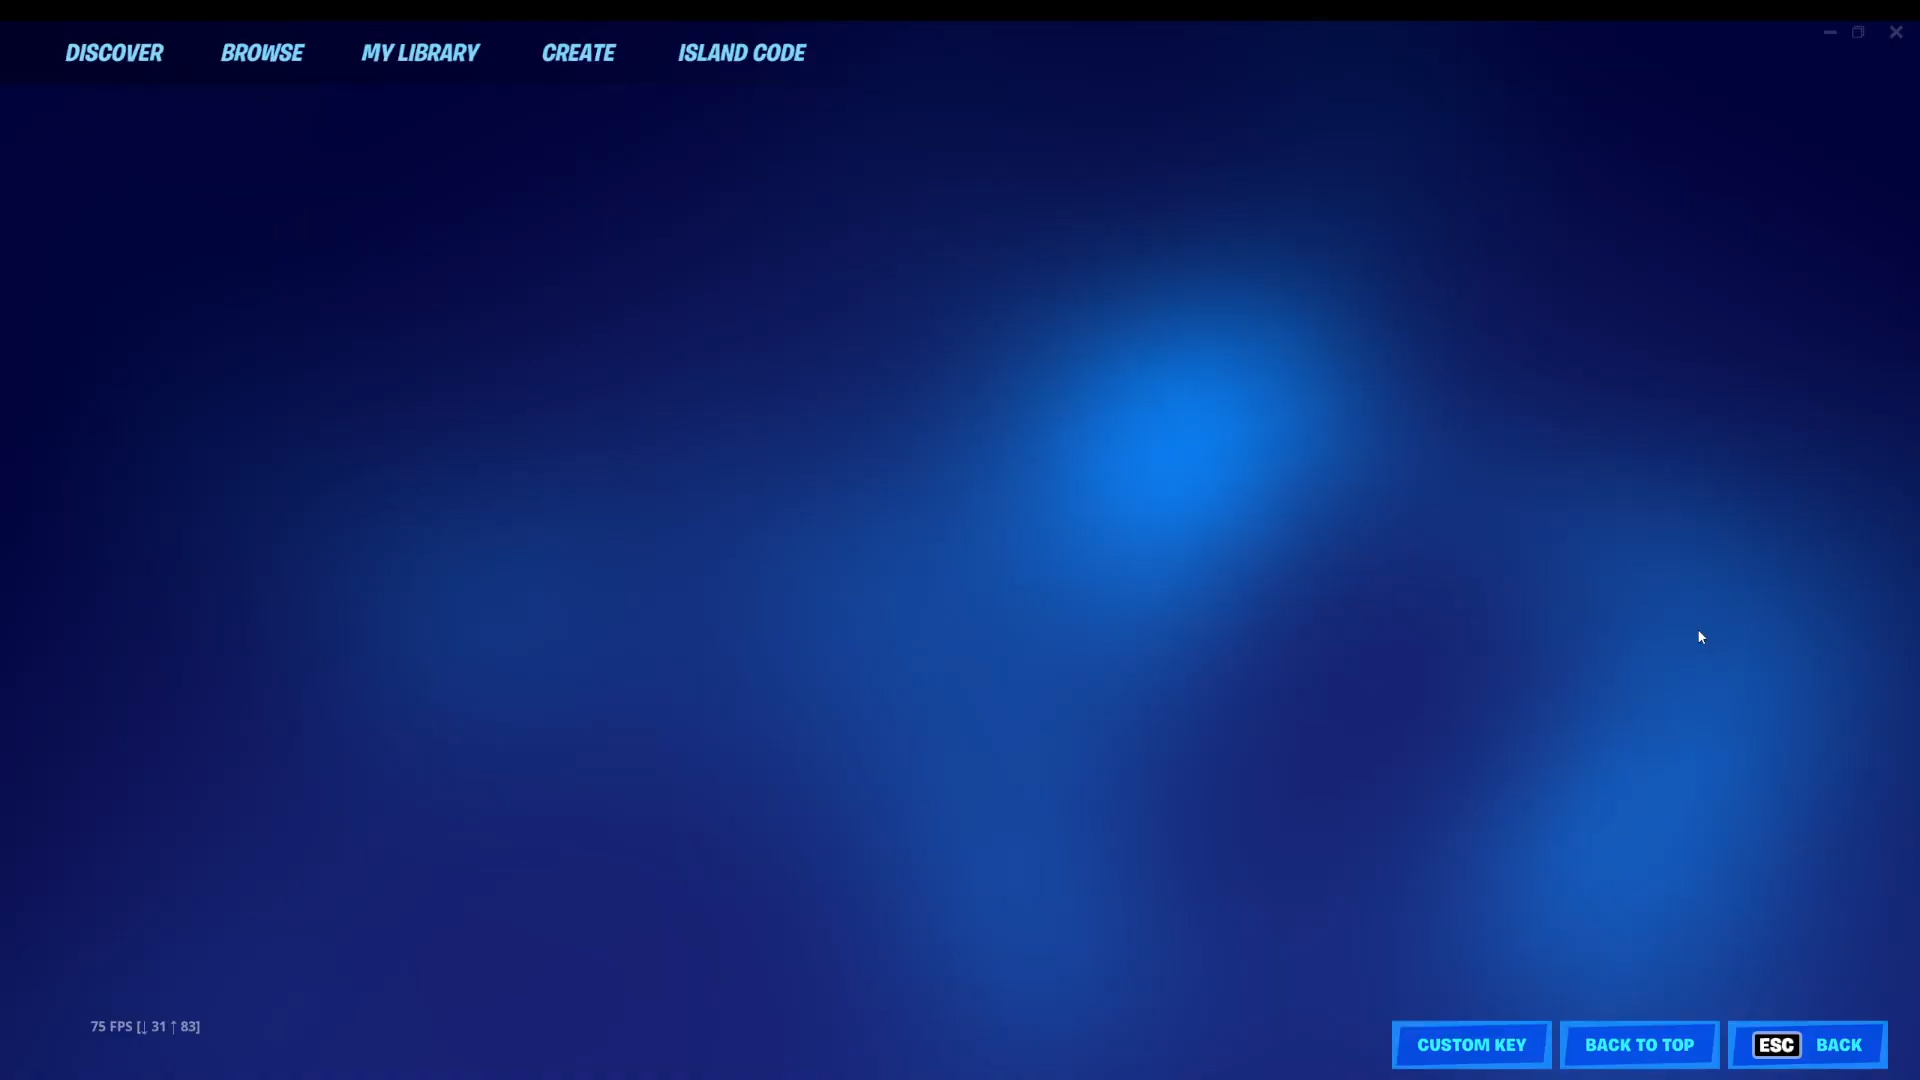 DISCOVER BROWSE MY LIBRARY CREATE ISLAND CODE
75 FPS [↓ 31 ↑ 83]
CUSTOM KEY BACK TO TOP ESC BACK